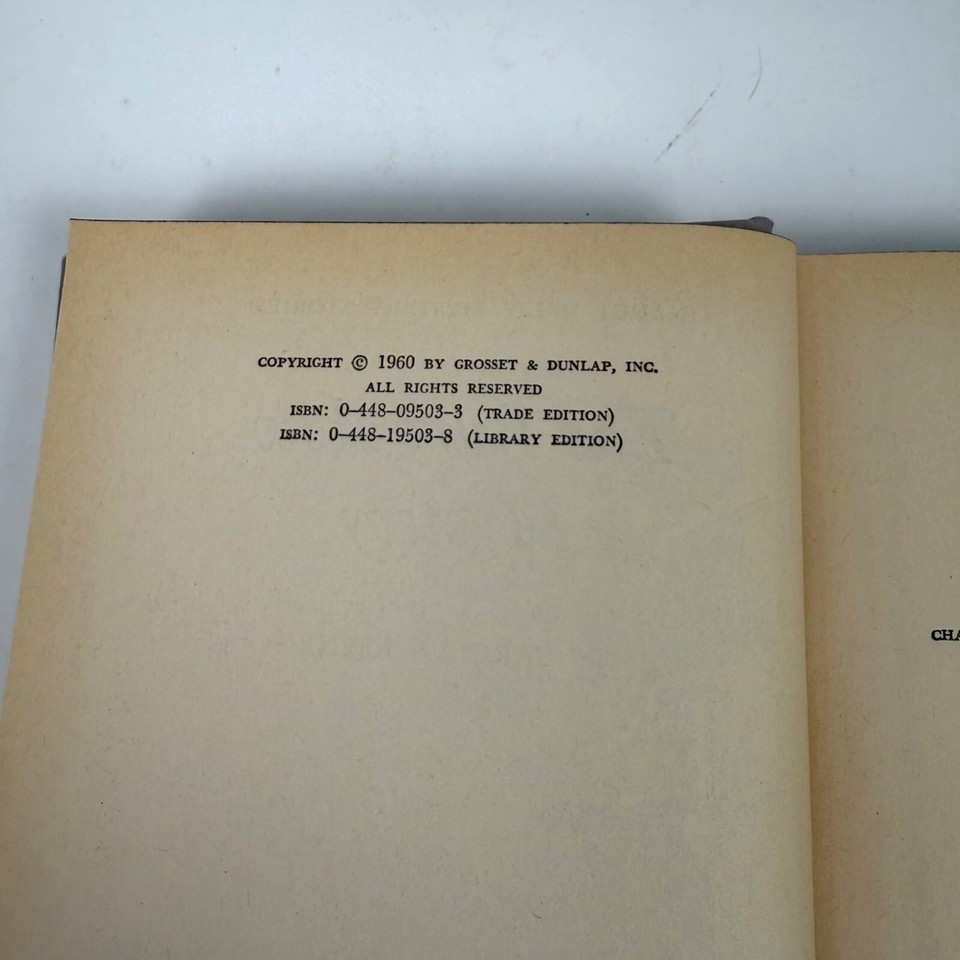 COPYRIGHT © 1960 BY GROSSET & DUNLAP, INC.
ALL RIGHTS RESERVED
ISBN: 0-448-09503-3 (TRADE EDITION)
ISBN: 0-448-19503-8 (LIBRARY EDITION)
CHA